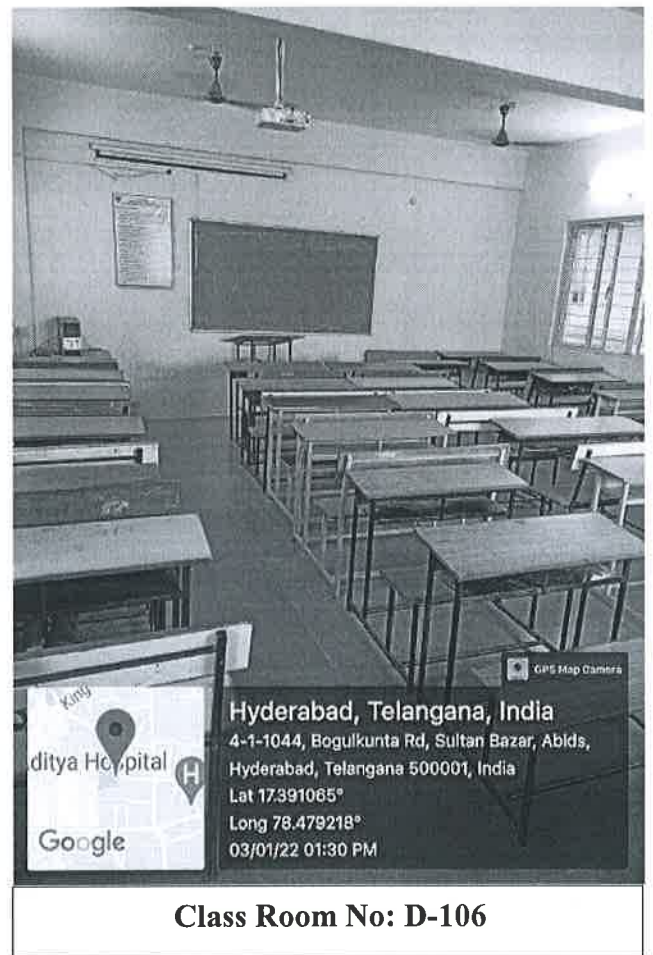 GPS Map Camera
King
ditya Hospital
H
Google
Hyderabad, Telangana, India
4-1-1044, Bogulkunta Rd, Sultan Bazar, Abids,
Hyderabad, Telangana 500001, India
Lat 17.391065°
Long 78.479218°
03/01/22 01:30 PM
Class Room No: D-106